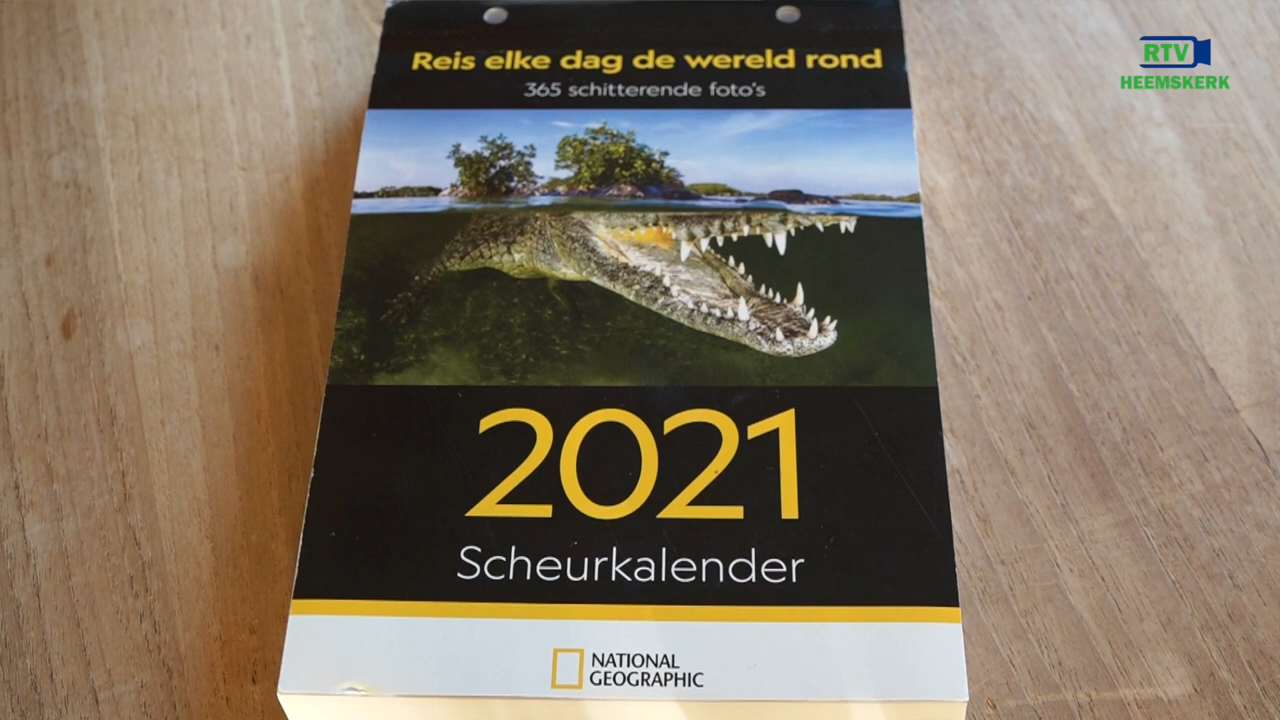 Reis elke dag de wereld rond
365 schitterende foto's
RTV
HEEMSKERK
2021
Scheurkalender
NATIONAL
GEOGRAPHIC